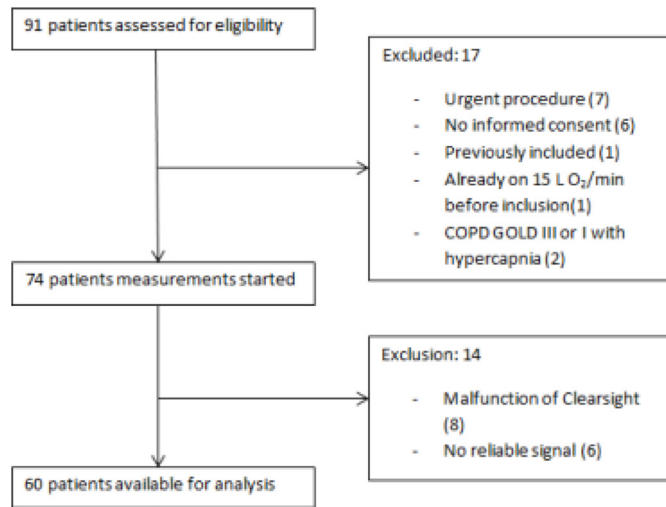 91 patients assessed for eligibility
Excluded: 17
- Urgent procedure (7)
- No informed consent (6)
- Previously included (1)
- Already on 15 L O₂/min
before inclusion(1)
- COPD GOLD III or I with
hypercapnia (2)
74 patients measurements started
Exclusion: 14
- Malfunction of Clearsight
(8)
- No reliable signal (6)
60 patients available for analysis